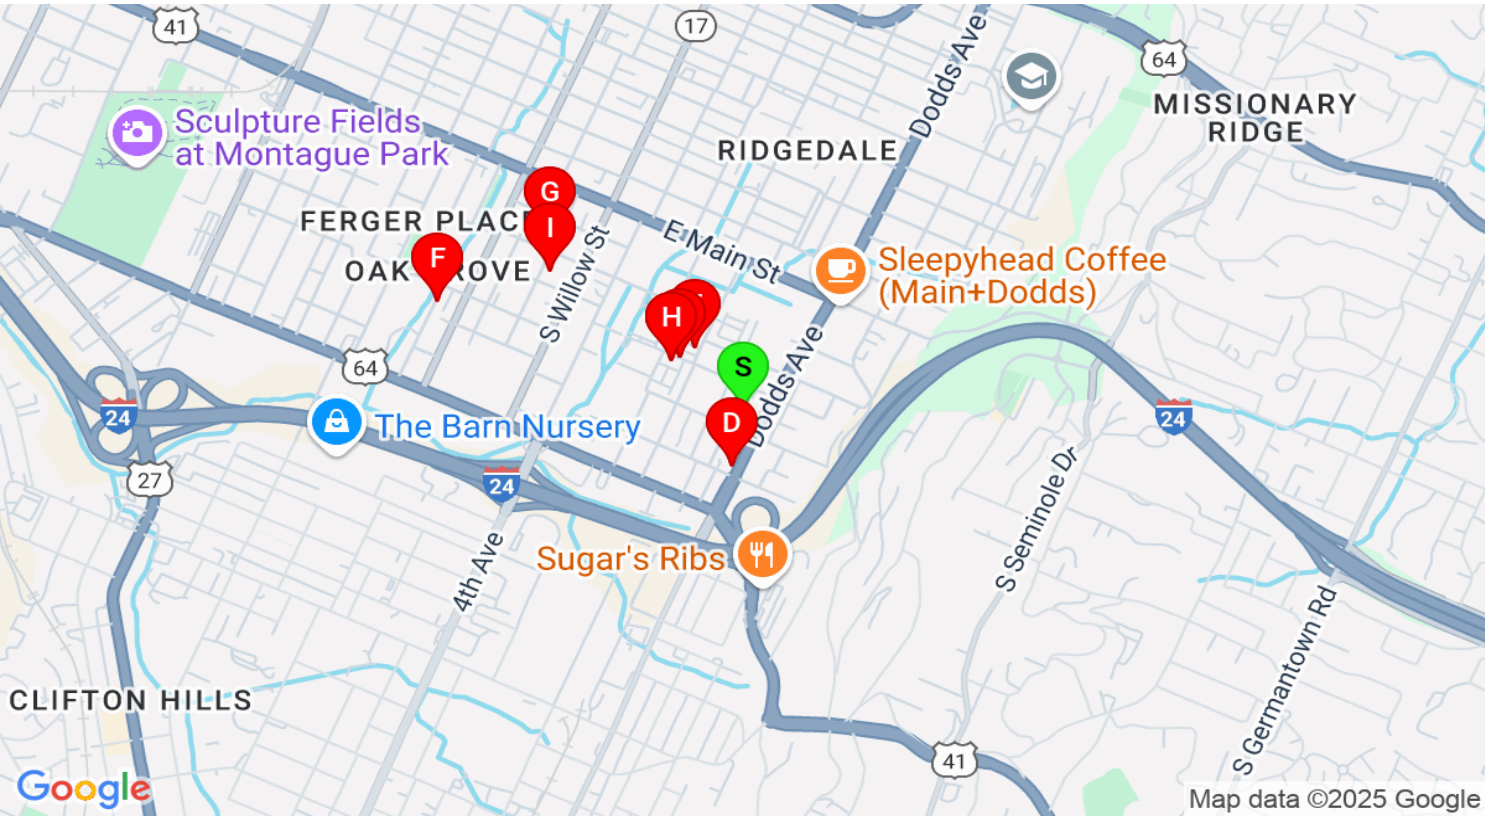 41
17
64
Dodds Ave
MISSIONARY
RIDGE
Sculpture Fields
at Montague Park
RIDGEDALE
G
FERGER PLACE
I
E Main St
F
OAK GROVE
S Willow St
Sleepyhead Coffee
(Main+Dodds)
H
S
64
Dodds Ave
24
The Barn Nursery
D
24
27
24
S Seminole Dr
4th Ave
Sugar's Ribs
S Germantown Rd
CLIFTON HILLS
41
Google
Map data ©2025 Google